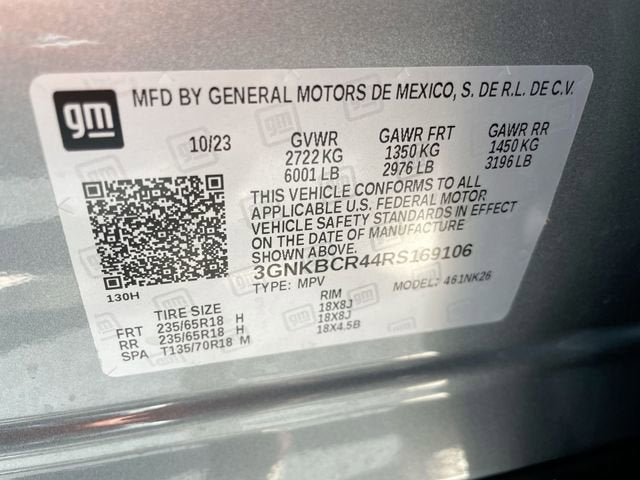 gm
MFD BY GENERAL MOTORS DE MEXICO, S. DE R.L. DE C.V.
10/23 GVWR GAWR FRT GAWR RR
2722 KG 1350 KG 1450 KG
6001 LB 2976 LB 3196 LB
THIS VEHICLE CONFORMS TO ALL
APPLICABLE U.S. FEDERAL MOTOR
VEHICLE SAFETY STANDARDS IN EFFECT
ON THE DATE OF MANUFACTURE
SHOWN ABOVE.
3GNKBCR44RS169106
130H TYPE: MPV MODEL: 461NK26
TIRE SIZE RIM
FRT 235/65R18 H 18X8J
RR 235/65R18 H 18X8J
SPA T135/70R18 M 18X4.5B